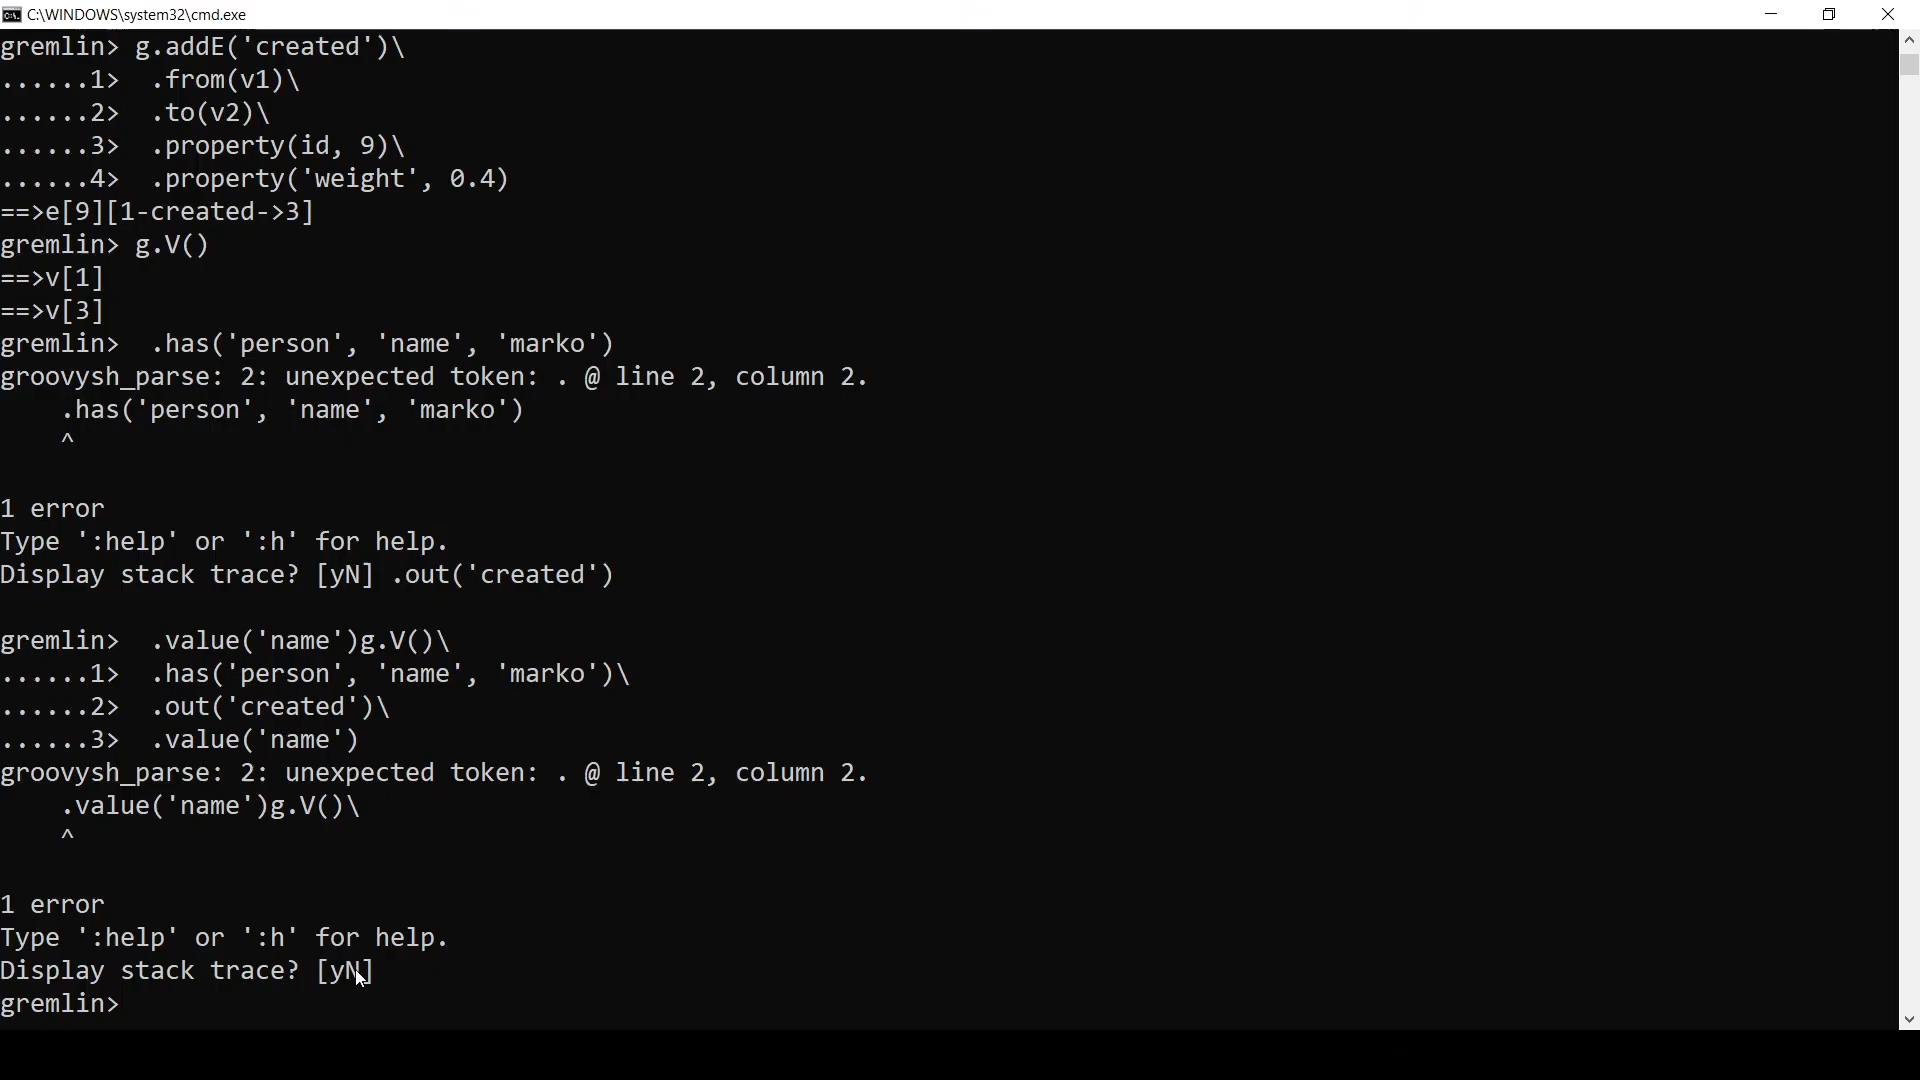 C:\WINDOWS\system32\cmd.exe
gremlin> g.addE('created')\
......1>  .from(v1)\
......2>  .to(v2)\
......3>  .property(id, 9)\
......4>  .property('weight', 0.4)
==>e[9][1-created->3]
gremlin> g.V()
==>v[1]
==>v[3]
gremlin>  .has('person', 'name', 'marko')
groovysh_parse: 2: unexpected token: . @ line 2, column 2.
    .has('person', 'name', 'marko')
    ^
1 error
Type ':help' or ':h' for help.
Display stack trace? [yN] .out('created')
gremlin>  .value('name')g.V()\
......1>  .has('person', 'name', 'marko')\
......2>  .out('created')\
......3>  .value('name')
groovysh_parse: 2: unexpected token: . @ line 2, column 2.
    .value('name')g.V()\
    ^
1 error
Type ':help' or ':h' for help.
Display stack trace? [yN]
gremlin>